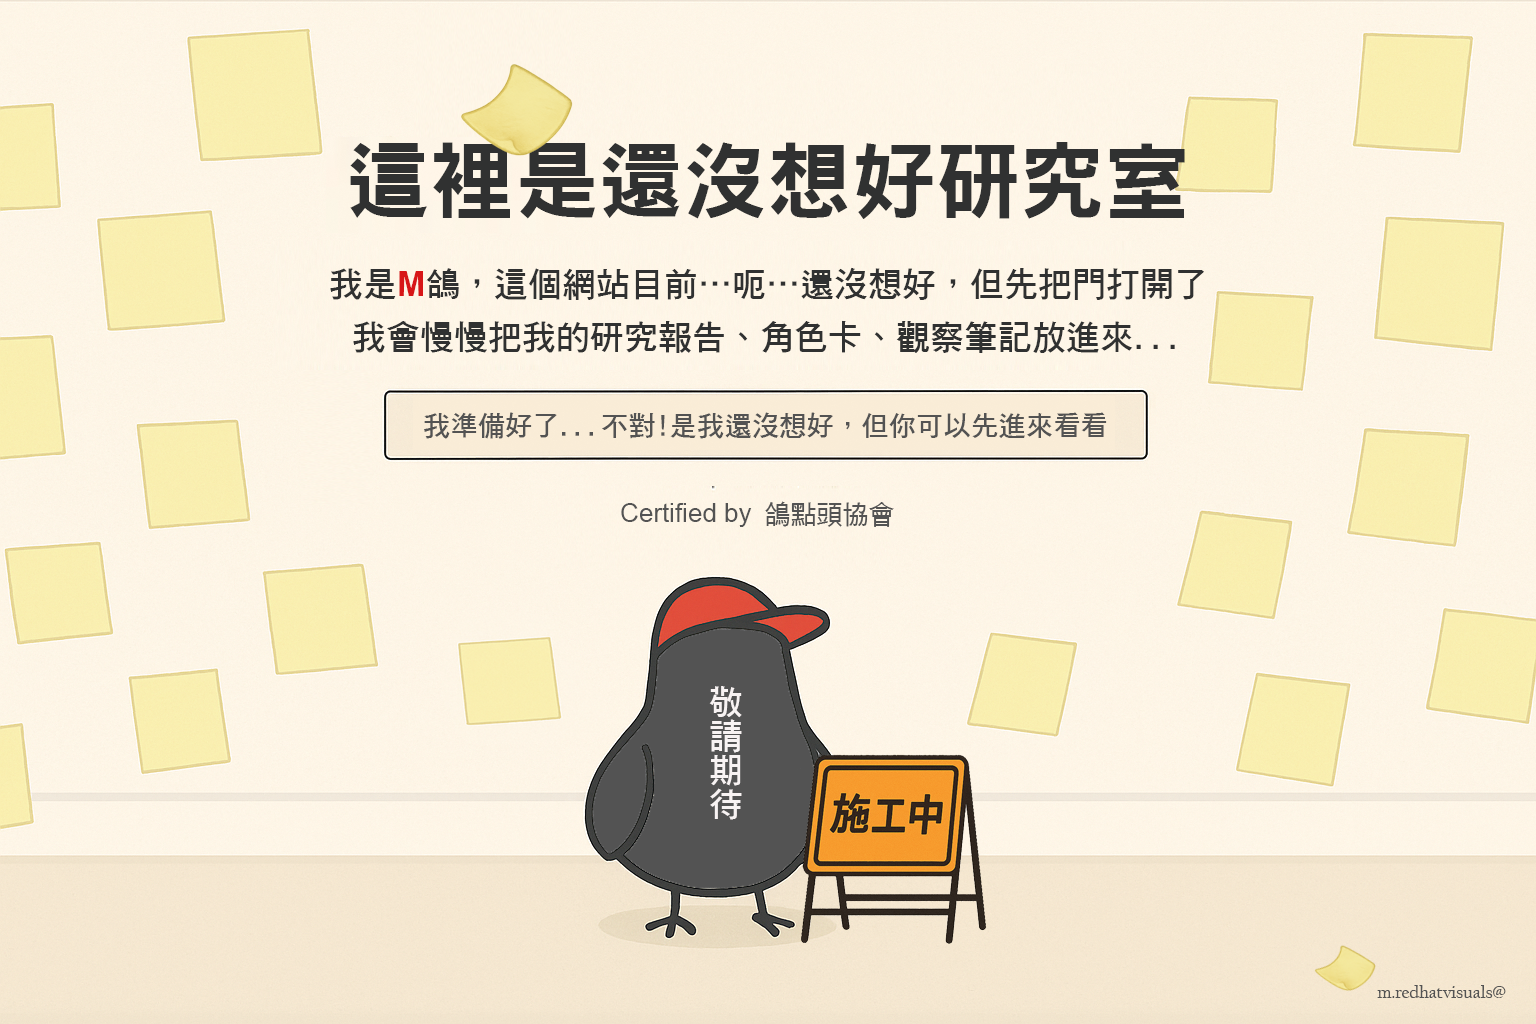 這裡是還沒想好研究室
我是M鴿，這個網站目前⋯呃⋯還沒想好，但先把門打開了
我會慢慢把我的研究報告、角色卡、觀察筆記放進來...
我準備好了...不對!是我還沒想好，但你可以先進來看看
Certified by 鴿點頭協會
敬請期待
施工中
m.redhatvisuals@